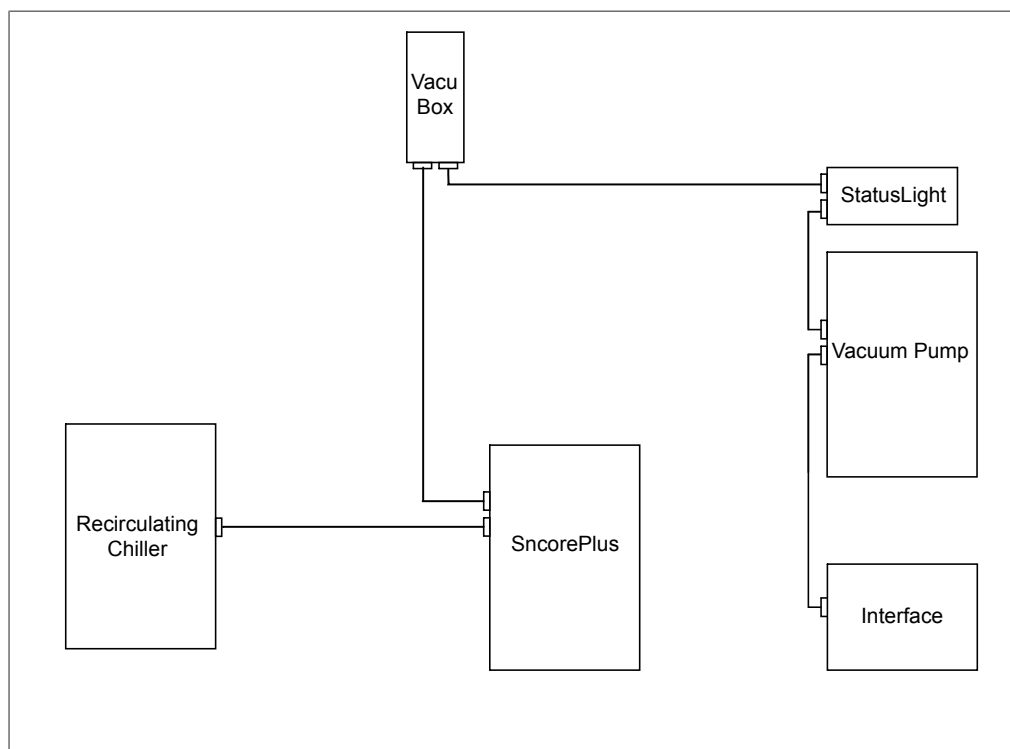 Vacu
Box
StatusLight
Vacuum Pump
Recirculating
Chiller
SncorePlus
Interface